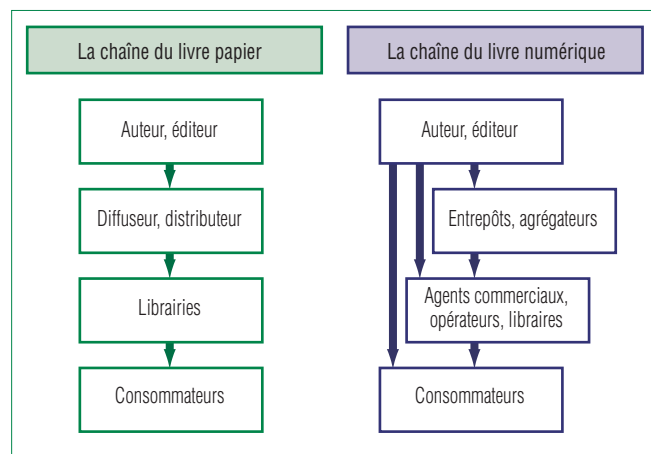 La chaîne du livre papier
Auteur, éditeur
Diffuseur, distributeur
Librairies
Consommateurs
La chaîne du livre numérique
Auteur, éditeur
Entrepôts, agrégateurs
Agents commerciaux,
opérateurs, libraires
Consommateurs